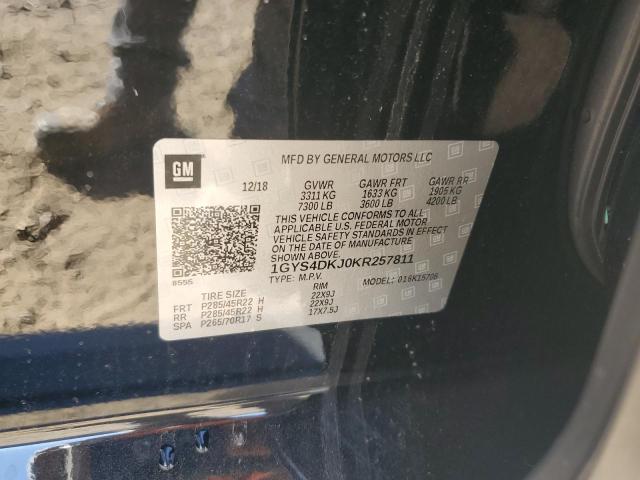 GM
MFD BY GENERAL MOTORS LLC
12/18 GVWR GAWR FRT GAWR RR
3311 KG 1633 KG 1905 KG
7300 LB 3600 LB 4200 LB
THIS VEHICLE CONFORMS TO ALL
APPLICABLE U.S. FEDERAL MOTOR
VEHICLE SAFETY STANDARDS IN EFFECT
ON THE DATE OF MANUFACTURE
SHOWN ABOVE.
1GYS4DKJ0KR257811
8555 TYPE: M.P.V. MODEL: 016K15706
TIRE SIZE RIM
FRT P285/45R22 H 22X9J
RR P285/45R22 H 22X9J
SPA P265/70R17 S 17X7.5J